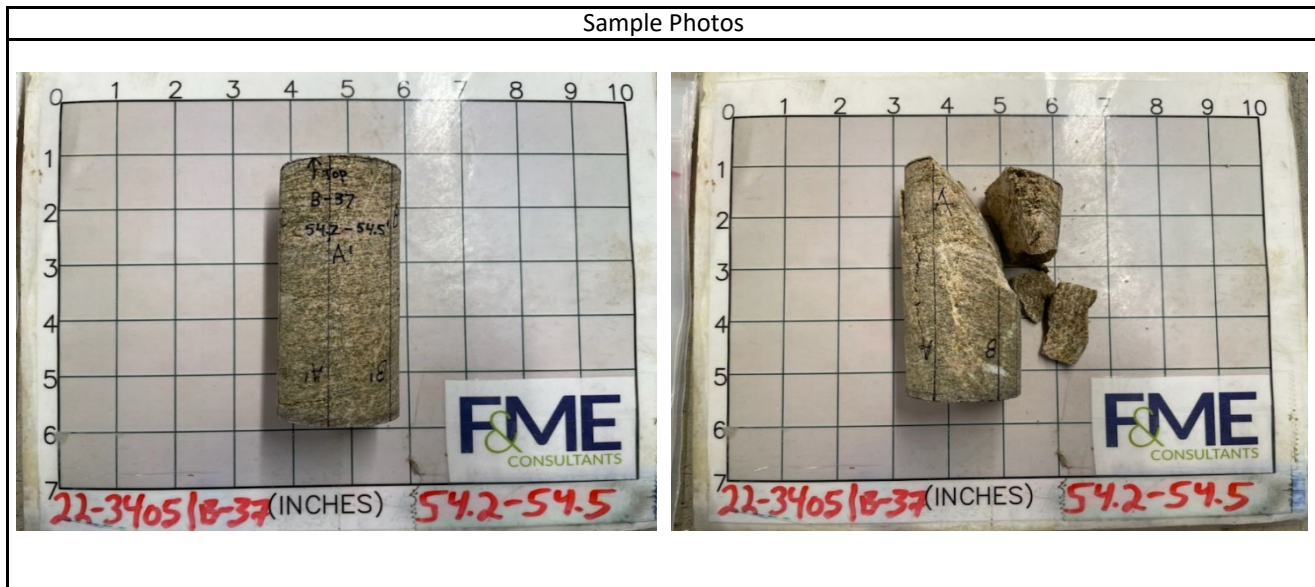 Sample Photos
0 1 2 3 4 5 6 7 8 9 10
1
2
3
4
5
6
7
↑ Top
B-37
54.2-54.5'
A'
A'
B'
F&ME
CONSULTANTS
22-3405/B-37 (INCHES) 54.2-54.5
0 1 2 3 4 5 6 7 8 9 10
1
2
3
4
5
6
7
A
A
B
F&ME
CONSULTANTS
22-3405/B-37 (INCHES) 54.2-54.5